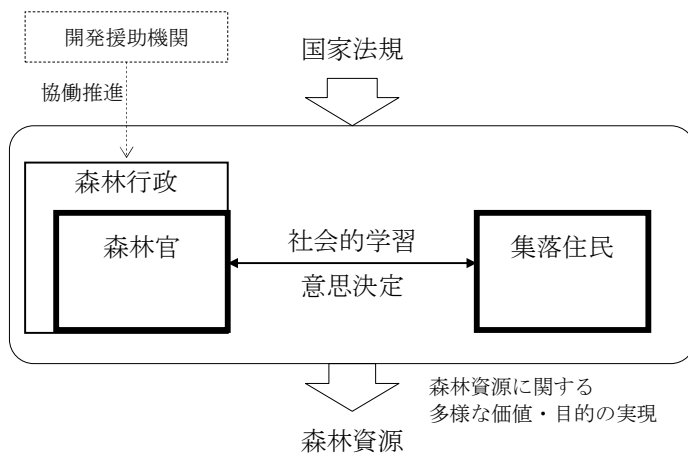 開発援助機関
国家法規
協働推進
森林行政
森林官
社会的学習
意思決定
集落住民
森林資源に関する
多様な価値・目的の実現
森林資源